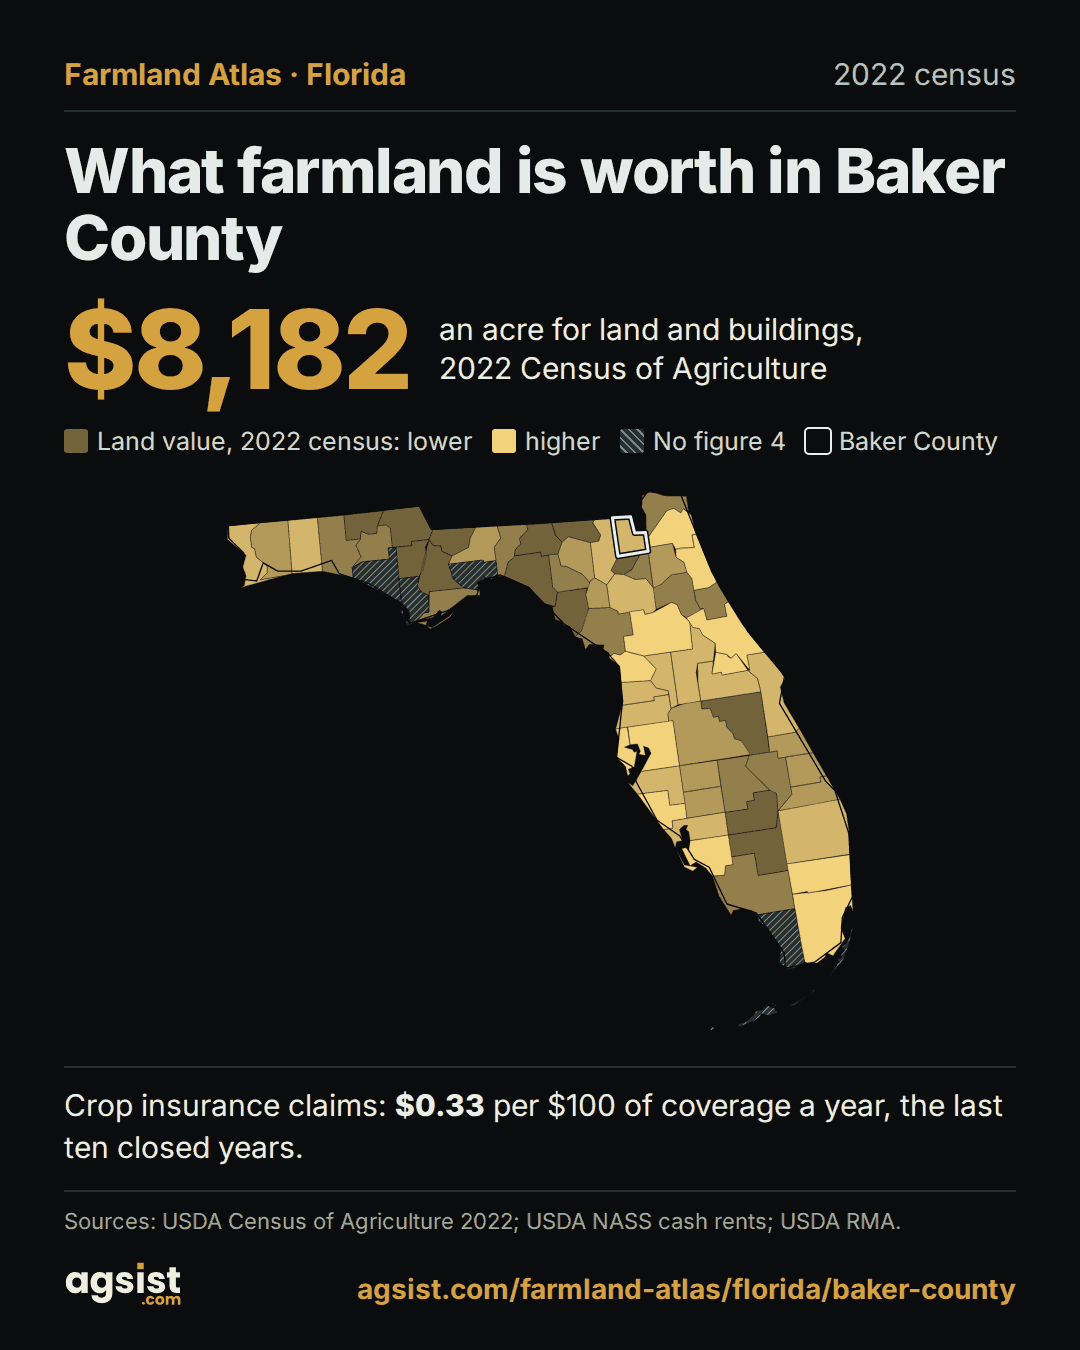 Farmland Atlas · Florida
2022 census
What farmland is worth in Baker
County
$8,182
an acre for land and buildings,
2022 Census of Agriculture
Land value, 2022 census: lower
higher
No figure 4
Baker County
Crop insurance claims: $0.33 per $100 of coverage a year, the last
ten closed years.
Sources: USDA Census of Agriculture 2022; USDA NASS cash rents; USDA RMA.
agsist
.com
agsist.com/farmland-atlas/florida/baker-county